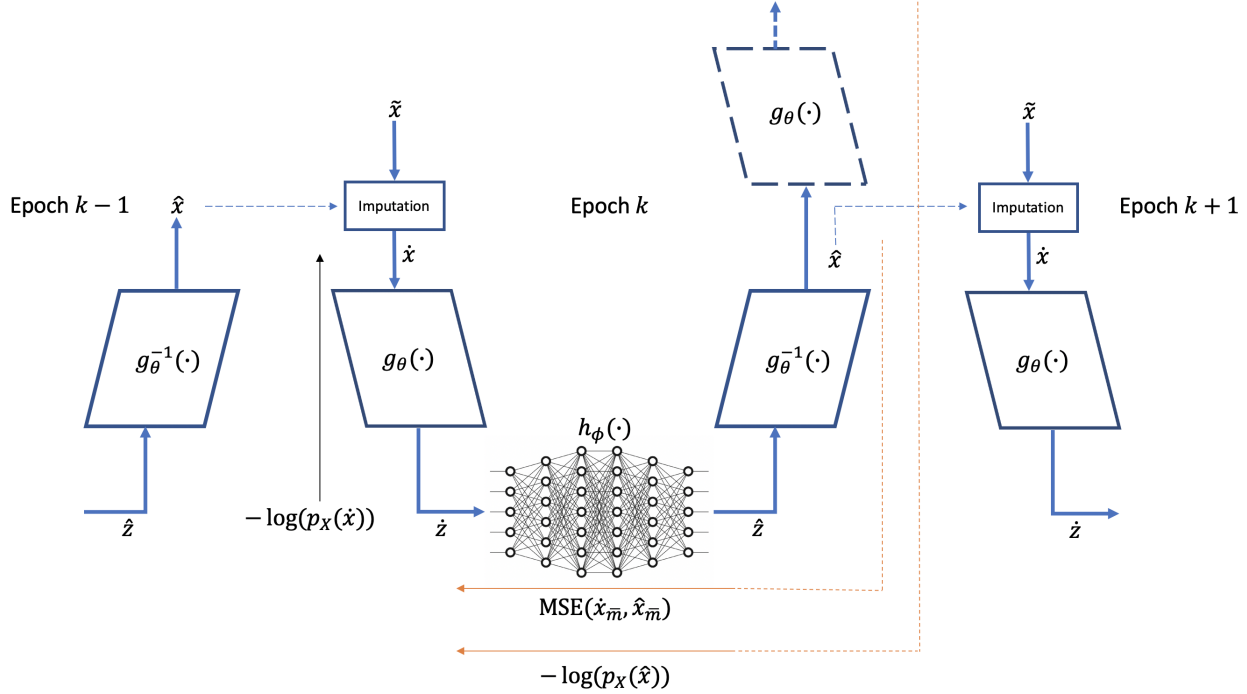 g_θ(·)
x̃
x̃
Epoch k − 1
x̂
Imputation
Epoch k
Imputation
Epoch k + 1
ẋ
x̂
ẋ
g_θ^{−1}(·)
g_θ(·)
g_θ^{−1}(·)
g_θ(·)
h_ϕ(·)
ẑ
− log(p_X(ẋ))
ż
ẑ
ż
MSE(ẋ_m̅, x̂_m̅)
− log(p_X(x̂))